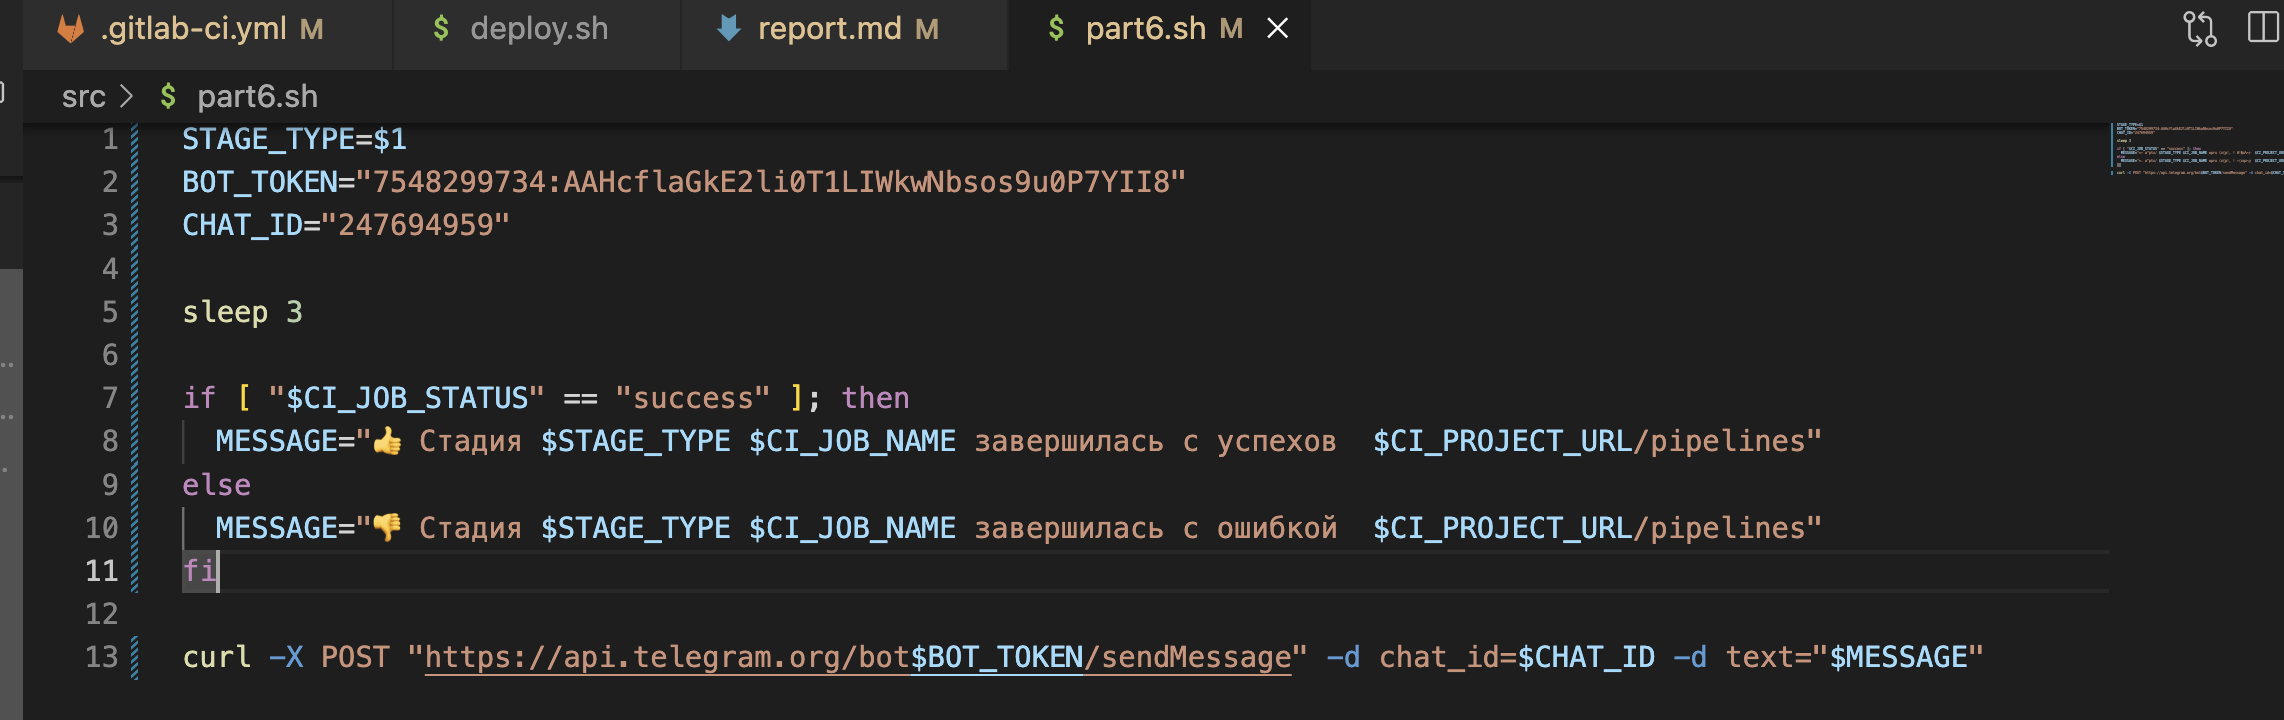 .gitlab-ci.yml M $ deploy.sh report.md M $ part6.sh M
src > $ part6.sh
1 STAGE_TYPE=$1
2 BOT_TOKEN="7548299734:AAHcflaGkE2li0T1LIWkwNbsos9u0P7YII8"
3 CHAT_ID="247694959"
4
5 sleep 3
6
7 if [ "$CI_JOB_STATUS" == "success" ]; then
8 MESSAGE="👍 Стадия $STAGE_TYPE $CI_JOB_NAME завершилась с успехов  $CI_PROJECT_URL/pipelines"
9 else
10 MESSAGE="👎 Стадия $STAGE_TYPE $CI_JOB_NAME завершилась с ошибкой  $CI_PROJECT_URL/pipelines"
11 fi
12
13 curl -X POST "https://api.telegram.org/bot$BOT_TOKEN/sendMessage" -d chat_id=$CHAT_ID -d text="$MESSAGE"